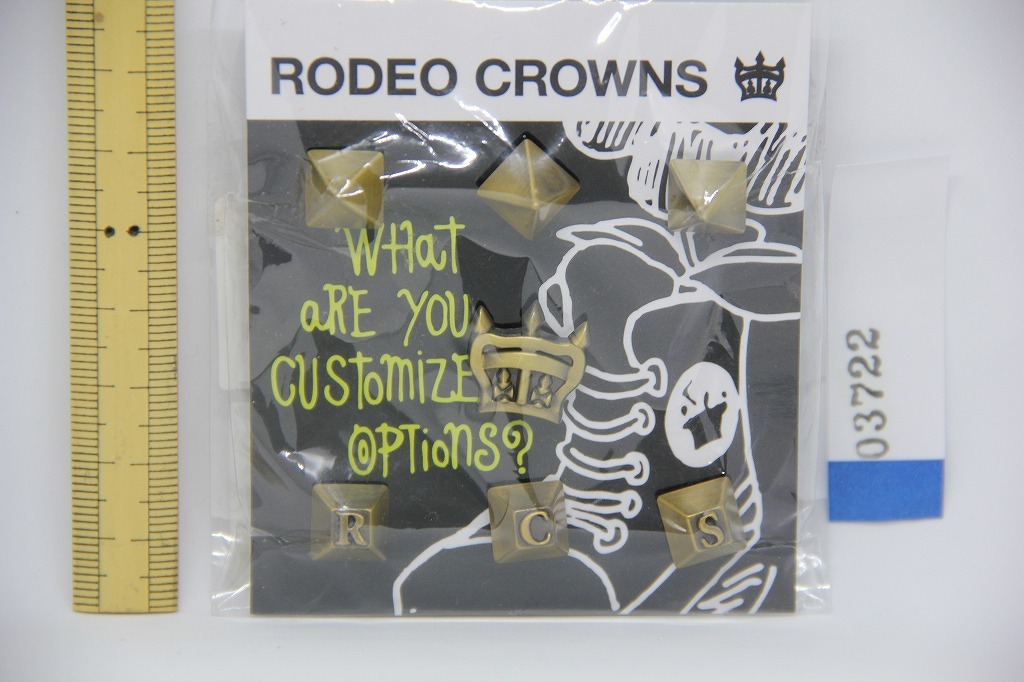 RODEO CROWNS
WHat
aRE YOU
CUSTOMIZE
OPTIONS?
R C S
03722